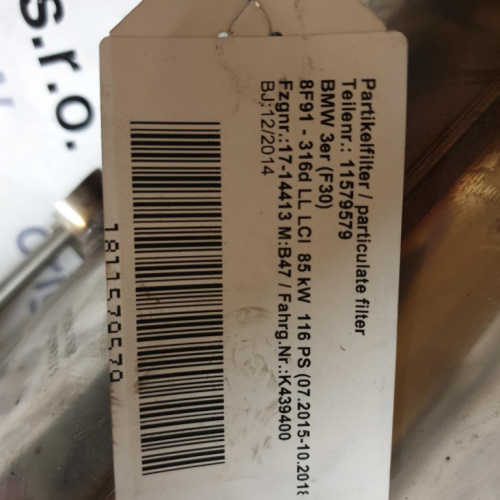 s.r.o.
Partikelfilter / particulate filter
Teilenr.: 11579579
BMW 3er (F30)
8F91 - 316d LL LCI 85 kW 116 PS (07.2015-10.2018
Fzgnr.:17-14413 M:B47 / Fahrg.Nr.:K439400
BJ:12/2014
1811579579